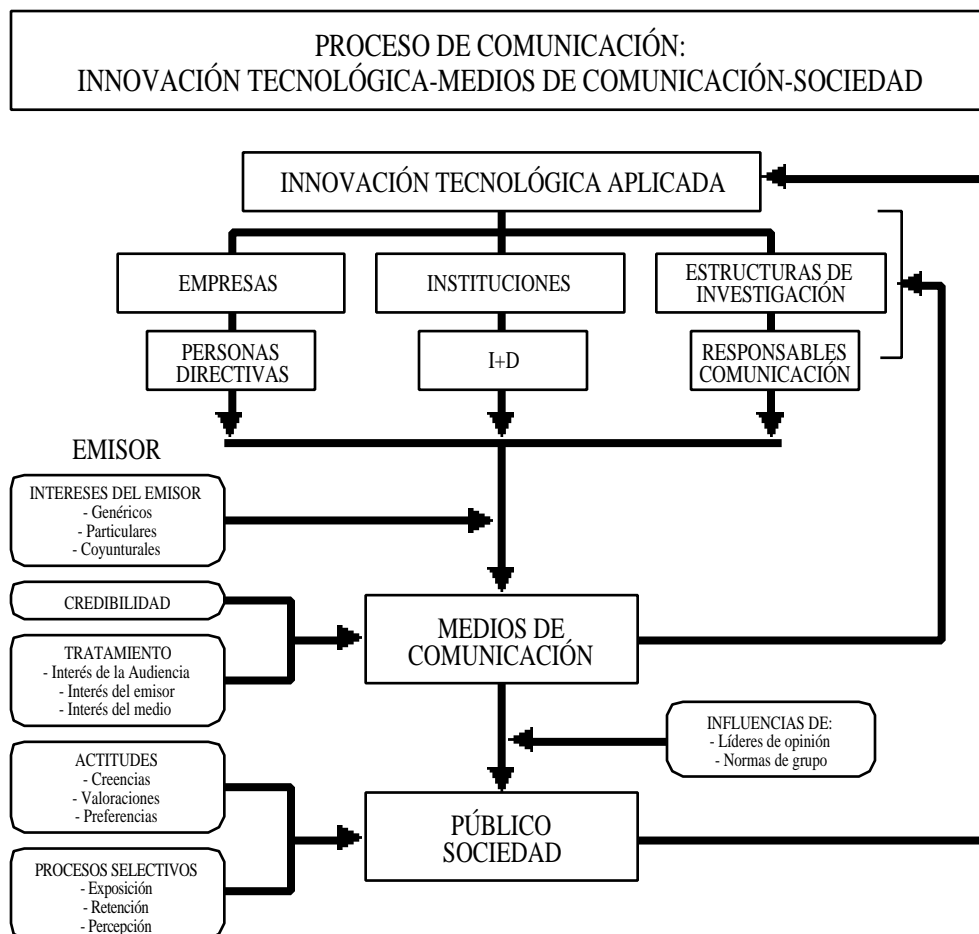 PROCESO DE COMUNICACIÓN:
INNOVACIÓN TECNOLÓGICA-MEDIOS DE COMUNICACIÓN-SOCIEDAD
INNOVACIÓN TECNOLÓGICA APLICADA
EMPRESAS
INSTITUCIONES
ESTRUCTURAS DE
INVESTIGACIÓN
PERSONAS
DIRECTIVAS
I+D
RESPONSABLES
COMUNICACIÓN
EMISOR
INTERESES DEL EMISOR
- Genéricos
- Particulares
- Coyunturales
CREDIBILIDAD
TRATAMIENTO
- Interés de la Audiencia
- Interés del emisor
- Interés del medio
MEDIOS DE
COMUNICACIÓN
INFLUENCIAS DE:
- Líderes de opinión
- Normas de grupo
ACTITUDES
- Creencias
- Valoraciones
- Preferencias
PÚBLICO
SOCIEDAD
PROCESOS SELECTIVOS
- Exposición
- Retención
- Percepción